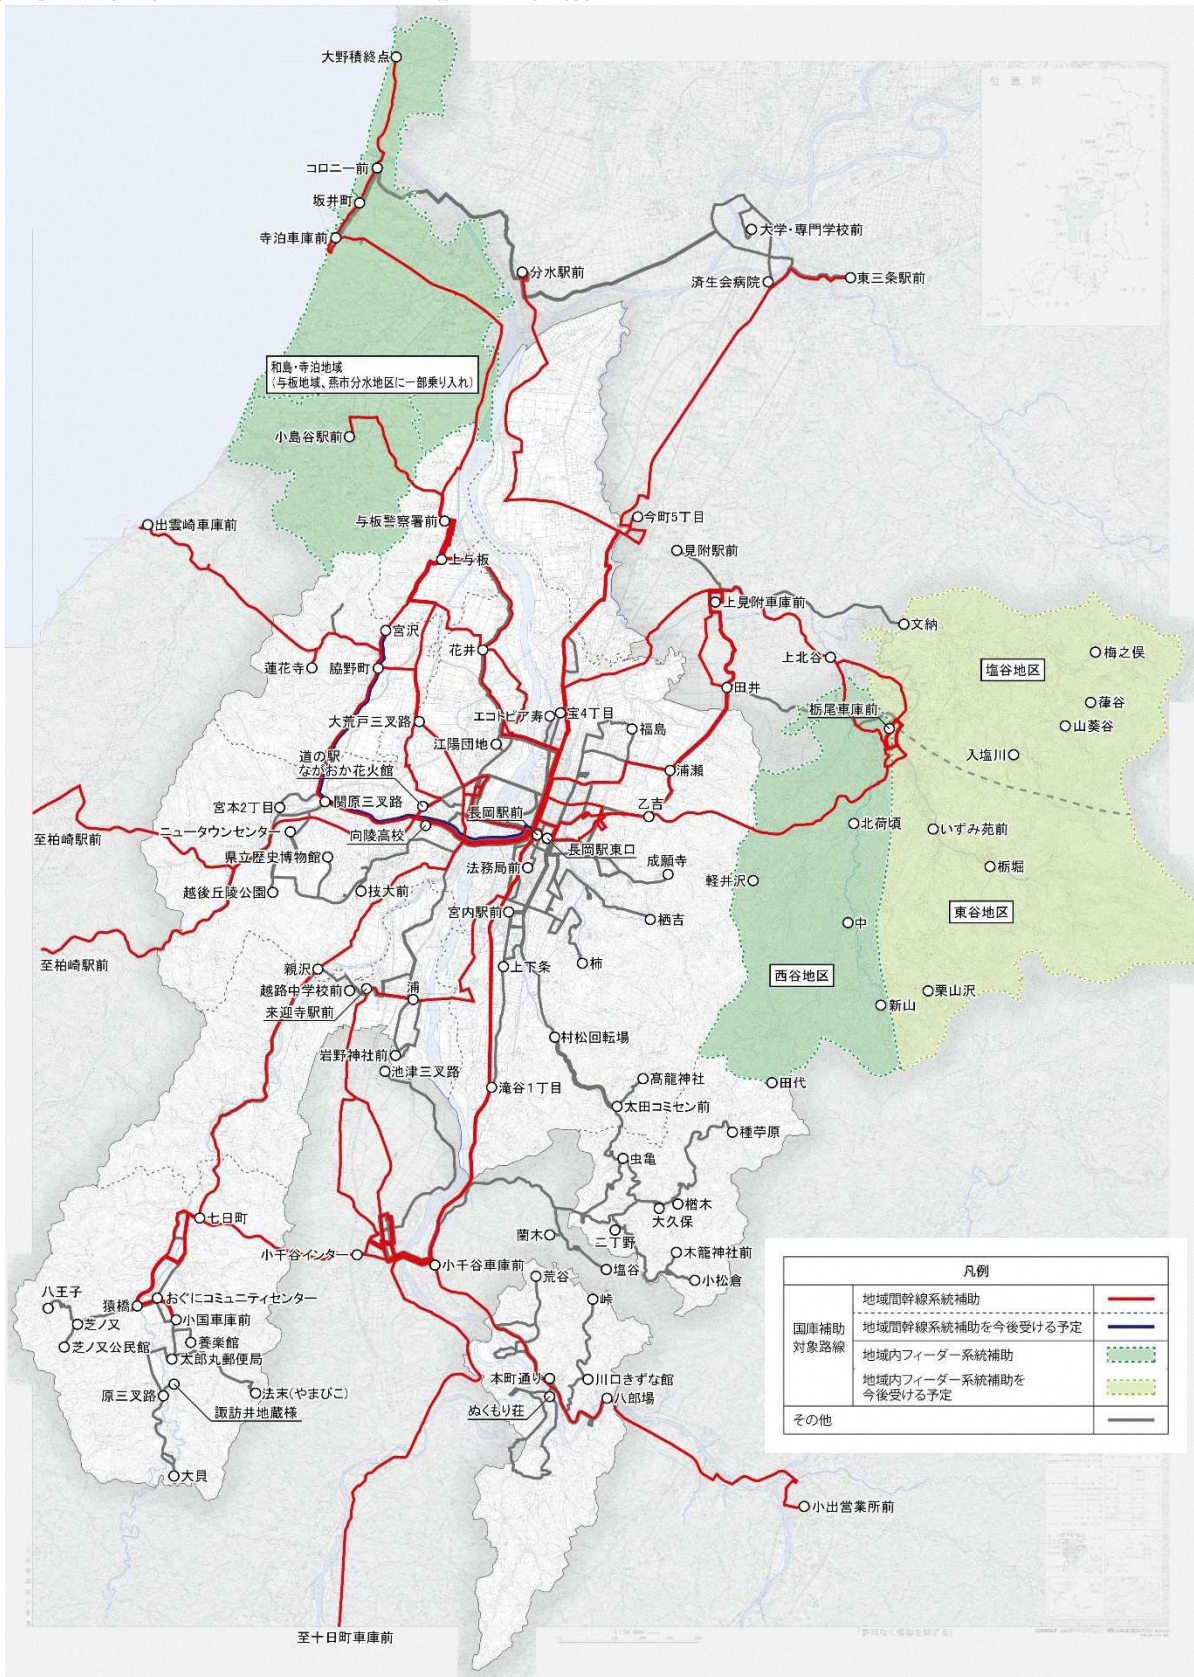 大野積終点
コロニー前
坂井町
寺泊車庫前
大学・専門学校前
分水駅前
済生会病院
東三条駅前
和島・寺泊地域
(与板地域、燕市分水地区に一部乗り入れ)
小島谷駅前
出雲崎車庫前
与板警察署前
今町5丁目
見附駅前
上与板
上見附車庫前
文納
宮沢
花井
上北谷
梅之俣
塩谷地区
蓮花寺
脇野町
田井
栃尾車庫前
葎谷
大荒戸三叉路
エコトピア寿
宝4丁目
福島
山葵谷
江陽団地
入塩川
道の駅
ながおか花火館
浦瀬
宮本2丁目
関原三叉路
長岡駅前
乙吉
ニュータウンセンター
向陵高校
北荷頃
いずみ苑前
至柏崎駅前
長岡駅東口
県立歴史博物館
法務局前
成願寺
栃堀
越後丘陵公園
技大前
軽井沢
宮内駅前
栖吉
中
東谷地区
至柏崎駅前
親沢
上下条
柿
西谷地区
越路中学校前
浦
栗山沢
来迎寺駅前
新山
村松回転場
岩野神社前
池津三叉路
滝谷1丁目
髙龍神社
田代
太田コミセン前
種苧原
虫亀
七日町
楢木
大久保
小千谷インター
蘭木
二丁野
木籠神社前
小千谷車庫前
塩谷
小松倉
荒谷
峠
八王子
猿橋
おぐにコミュニティセンター
芝ノ又
小国車庫前
芝ノ又公民館
養楽館
太郎丸郵便局
法末(やまびこ)
原三叉路
諏訪井地蔵様
本町通り
川口きずな館
ぬくもり荘
八郎場
大貝
小出営業所前
至十日町車庫前
凡例
国庫補助
対象路線
地域間幹線系統補助
地域間幹線系統補助を今後受ける予定
地域内フィーダー系統補助
地域内フィーダー系統補助を
今後受ける予定
その他